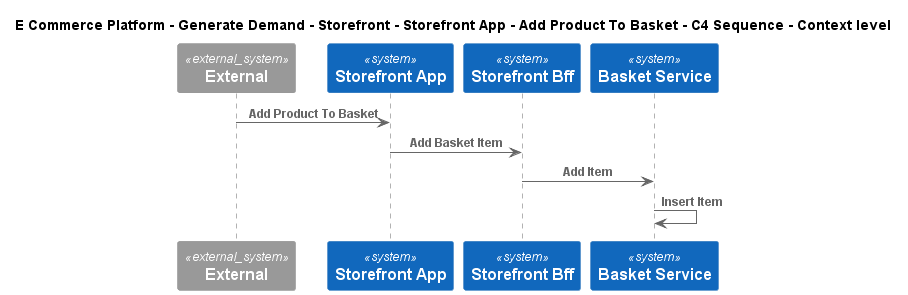 E Commerce Platform - Generate Demand - Storefront - Storefront App - Add Product To Basket - C4 Sequence - Context level
«external_system» «system» «system» «system»
External Storefront App Storefront Bff Basket Service
Add Product To Basket
Add Basket Item
Add Item
Insert Item
«external_system» «system» «system» «system»
External Storefront App Storefront Bff Basket Service